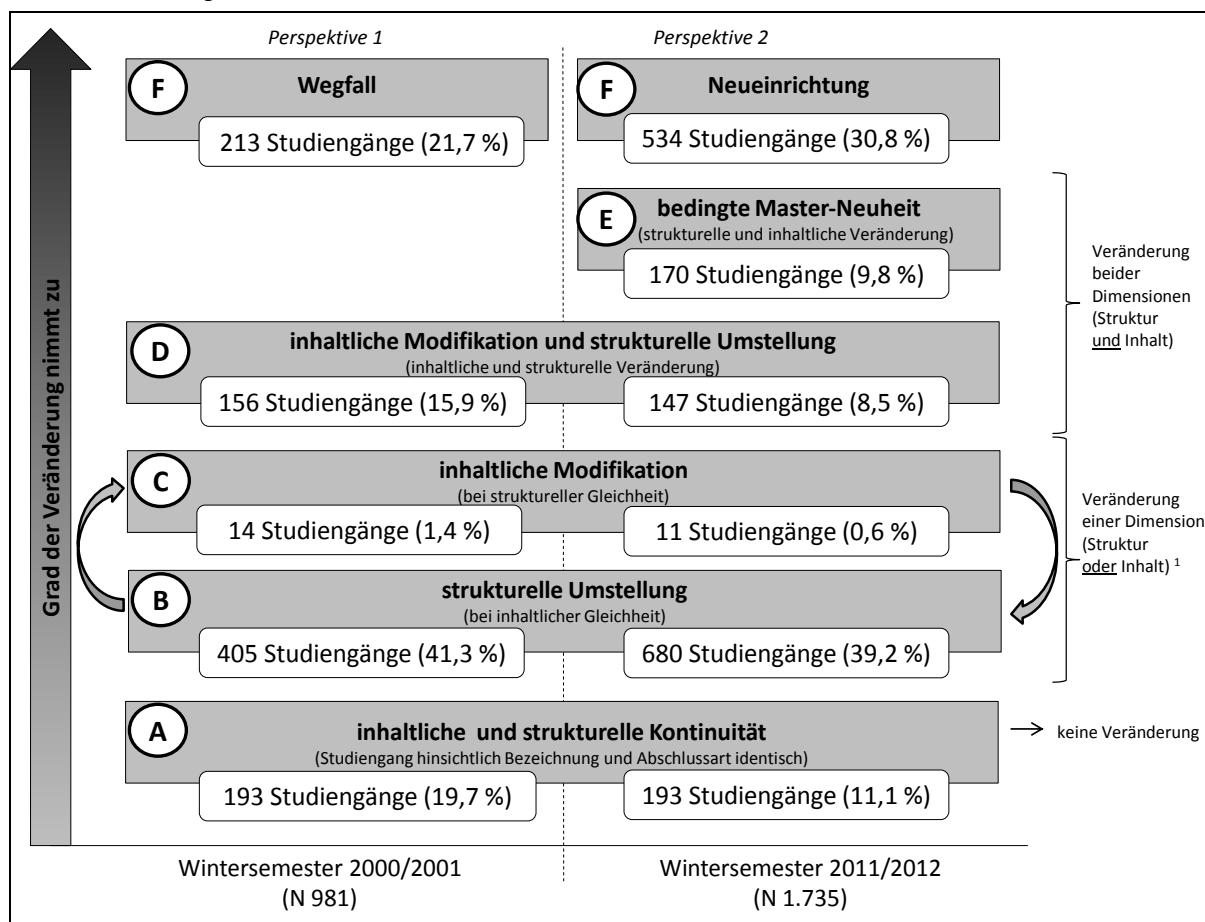 Perspektive 1
Perspektive 2
F
Wegfall
213 Studiengänge (21,7 %)
F
Neueinrichtung
534 Studiengänge (30,8 %)
E
bedingte Master-Neuheit
(strukturelle und inhaltliche Veränderung)
170 Studiengänge (9,8 %)
D
inhaltliche Modifikation und strukturelle Umstellung
(inhaltliche und strukturelle Veränderung)
156 Studiengänge (15,9 %)
147 Studiengänge (8,5 %)
C
inhaltliche Modifikation
(bei struktureller Gleichheit)
14 Studiengänge (1,4 %)
11 Studiengänge (0,6 %)
B
strukturelle Umstellung
(bei inhaltlicher Gleichheit)
405 Studiengänge (41,3 %)
680 Studiengänge (39,2 %)
A
inhaltliche und strukturelle Kontinuität
(Studiengang hinsichtlich Bezeichnung und Abschlussart identisch)
193 Studiengänge (19,7 %)
193 Studiengänge (11,1 %)
Grad der Veränderung nimmt zu
Veränderung
beider
Dimensionen
(Struktur
und Inhalt)
Veränderung
einer Dimension
(Struktur
oder Inhalt) ¹
keine Veränderung
Wintersemester 2000/2001
(N 981)
Wintersemester 2011/2012
(N 1.735)